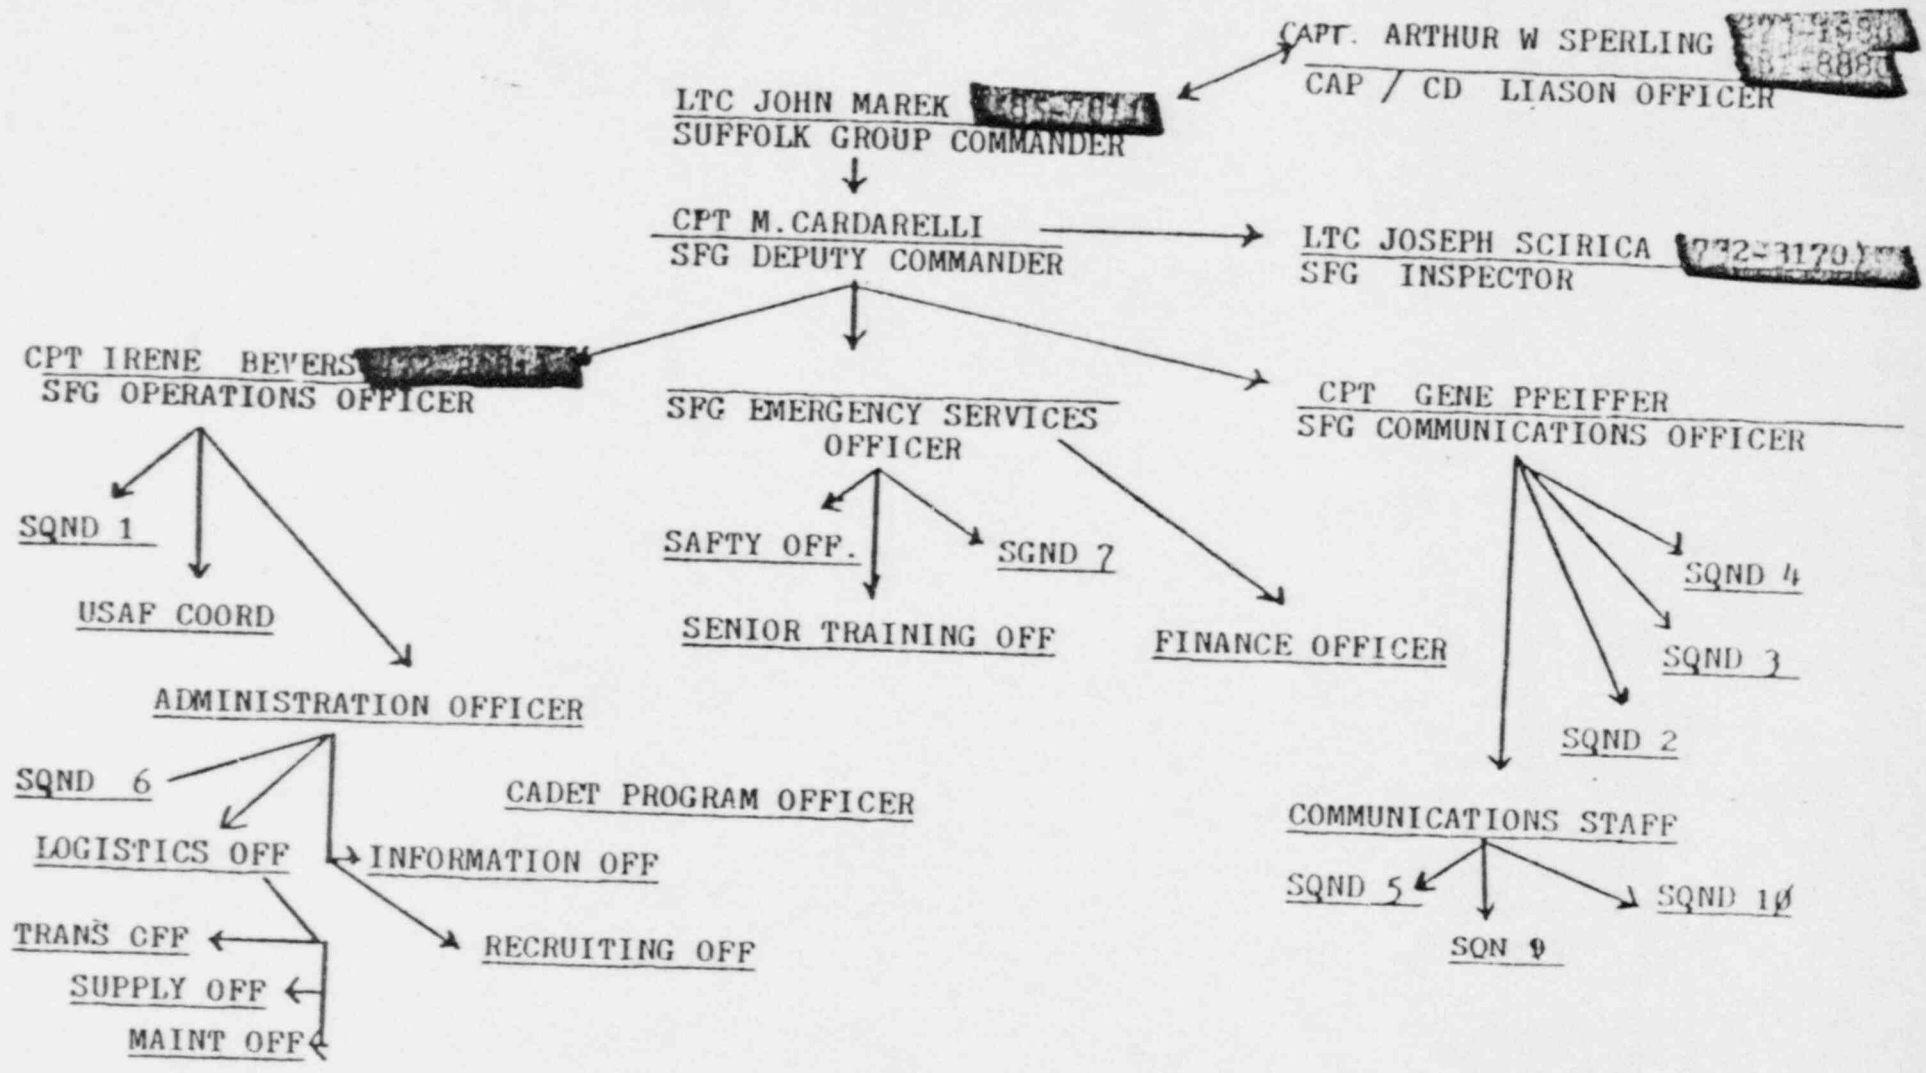 CAPT. ARTHUR W SPERLING
CAP / CD LIASON OFFICER
LTC JOHN MAREK
SUFFOLK GROUP COMMANDER
CPT M.CARDARELLI
SFG DEPUTY COMMANDER
LTC JOSEPH SCIRICA
SFG INSPECTOR
CPT IRENE BEVERS
SFG OPERATIONS OFFICER
SFG EMERGENCY SERVICES
OFFICER
CPT GENE PFEIFFER
SFG COMMUNICATIONS OFFICER
SQND 1
USAF COORD
ADMINISTRATION OFFICER
SAFTY OFF.
SGND 7
SENIOR TRAINING OFF
FINANCE OFFICER
SQND 4
SQND 3
SQND 2
SQND 6
LOGISTICS OFF
INFORMATION OFF
CADET PROGRAM OFFICER
TRANS OFF
SUPPLY OFF
MAINT OFF
RECRUITING OFF
COMMUNICATIONS STAFF
SQND 5
SQN 9
SQND 10